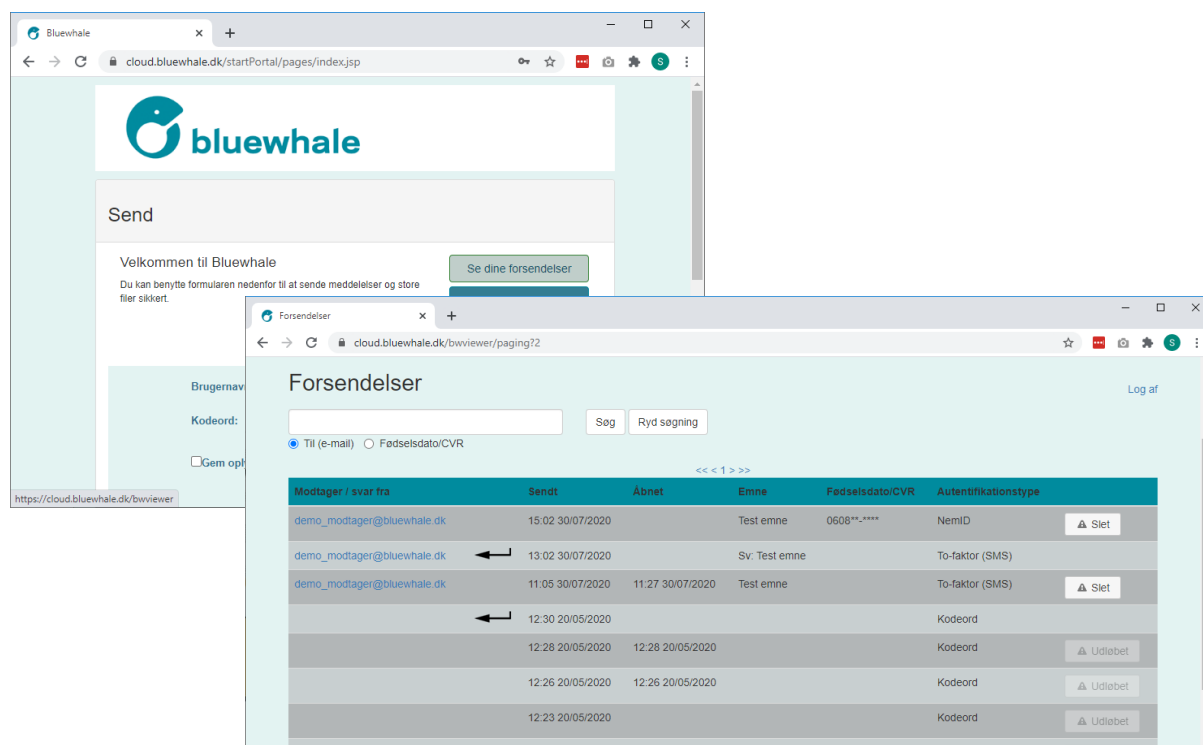 Bluewhale
cloud.bluewhale.dk/startPortal/pages/index.jsp
S
bluewhale
Send
Velkommen til Bluewhale
Du kan benytte formularen nedenfor til at sende meddelelser og store
filer sikkert.
Se dine forsendelser
Kodeord:
https://cloud.bluewhale.dk/bwviewer
Forsendelser
cloud.bluewhale.dk/bwviewer/paging?2
S
Forsendelser
Log af
Søg
Ryd søgning
Til (e-mail) Fødselsdato/CVR
<< < 1 > >>
Modtager / svar fra Sendt Åbnet Emne Fødselsdato/CVR Autentifikationstype
demo_modtager@bluewhale.dk 15:02 30/07/2020 Test emne 0608**-**** NemID Slet
demo_modtager@bluewhale.dk 13:02 30/07/2020 Sv: Test emne To-faktor (SMS)
demo_modtager@bluewhale.dk 11:05 30/07/2020 11:27 30/07/2020 Test emne To-faktor (SMS) Slet
12:30 20/05/2020 Kodeord
12:28 20/05/2020 12:28 20/05/2020 Kodeord Udløbet
12:26 20/05/2020 12:26 20/05/2020 Kodeord Udløbet
12:23 20/05/2020 Kodeord Udløbet